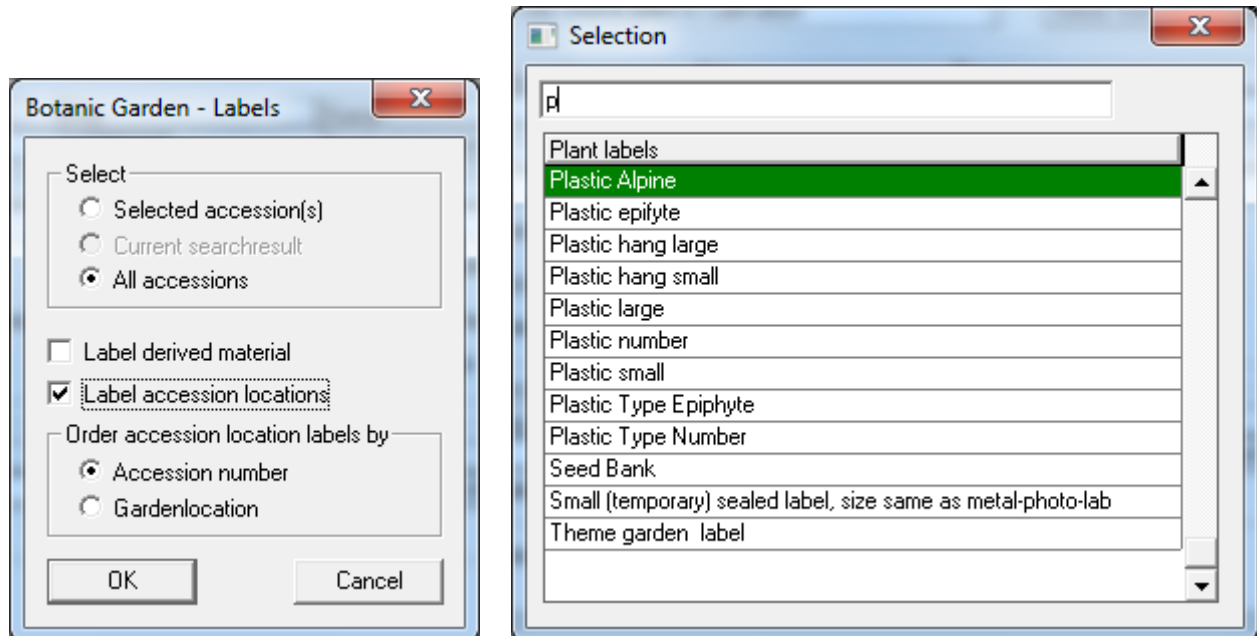 Botanic Garden - Labels
Select
Selected accession(s)
Current searchresult
All accessions
Label derived material
Label accession locations
Order accession location labels by
Accession number
Gardenlocation
OK
Cancel
Selection
p
Plant labels
Plastic Alpine
Plastic epifyte
Plastic hang large
Plastic hang small
Plastic large
Plastic number
Plastic small
Plastic Type Epiphyte
Plastic Type Number
Seed Bank
Small (temporary) sealed label, size same as metal-photo-lab
Theme garden  label